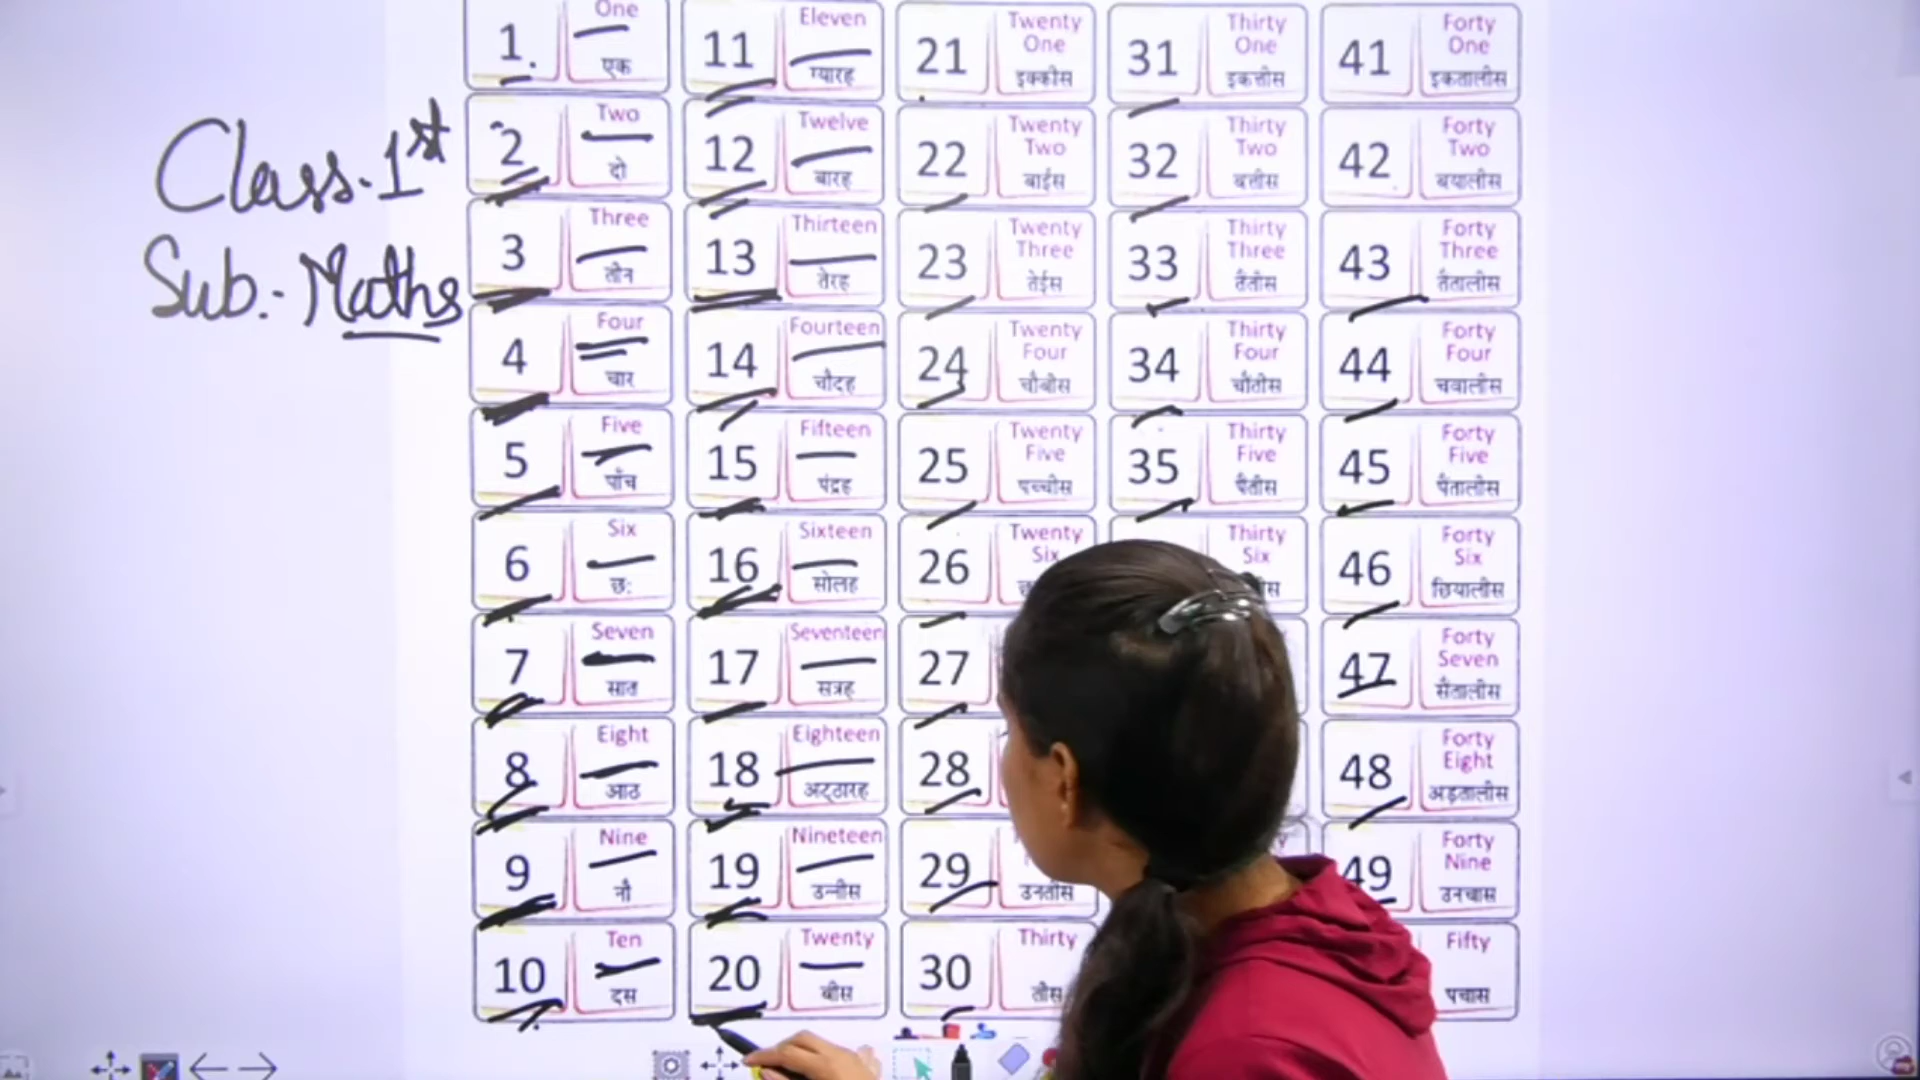 Class. 1st
Sub.- Maths
1. One एक
2 Two दो
3 Three तीन
4 Four चार
5 Five पाँच
6 Six छः
7 Seven सात
8 Eight आठ
9 Nine नौ
10 Ten दस
11 Eleven ग्यारह
12 Twelve बारह
13 Thirteen तेरह
14 Fourteen चौदह
15 Fifteen पंद्रह
16 Sixteen सोलह
17 Seventeen सत्रह
18 Eighteen अट्ठारह
19 Nineteen उन्नीस
20 Twenty बीस
21 Twenty One इक्कीस
22 Twenty Two बाईस
23 Twenty Three तेईस
24 Twenty Four चौबीस
25 Twenty Five पच्चीस
26 Twenty Six
27
28
29 उनतीस
30 Thirty तीस
31 Thirty One इकत्तीस
32 Thirty Two बत्तीस
33 Thirty Three तैंतीस
34 Thirty Four चौंतीस
35 Thirty Five पैंतीस
Thirty Six
41 Forty One इकतालीस
42 Forty Two बयालीस
43 Forty Three तैंतालीस
44 Forty Four चवालीस
45 Forty Five पैंतालीस
46 Forty Six छियालीस
47 Forty Seven सैंतालीस
48 Forty Eight अड़तालीस
49 Forty Nine उनचास
Fifty पचास